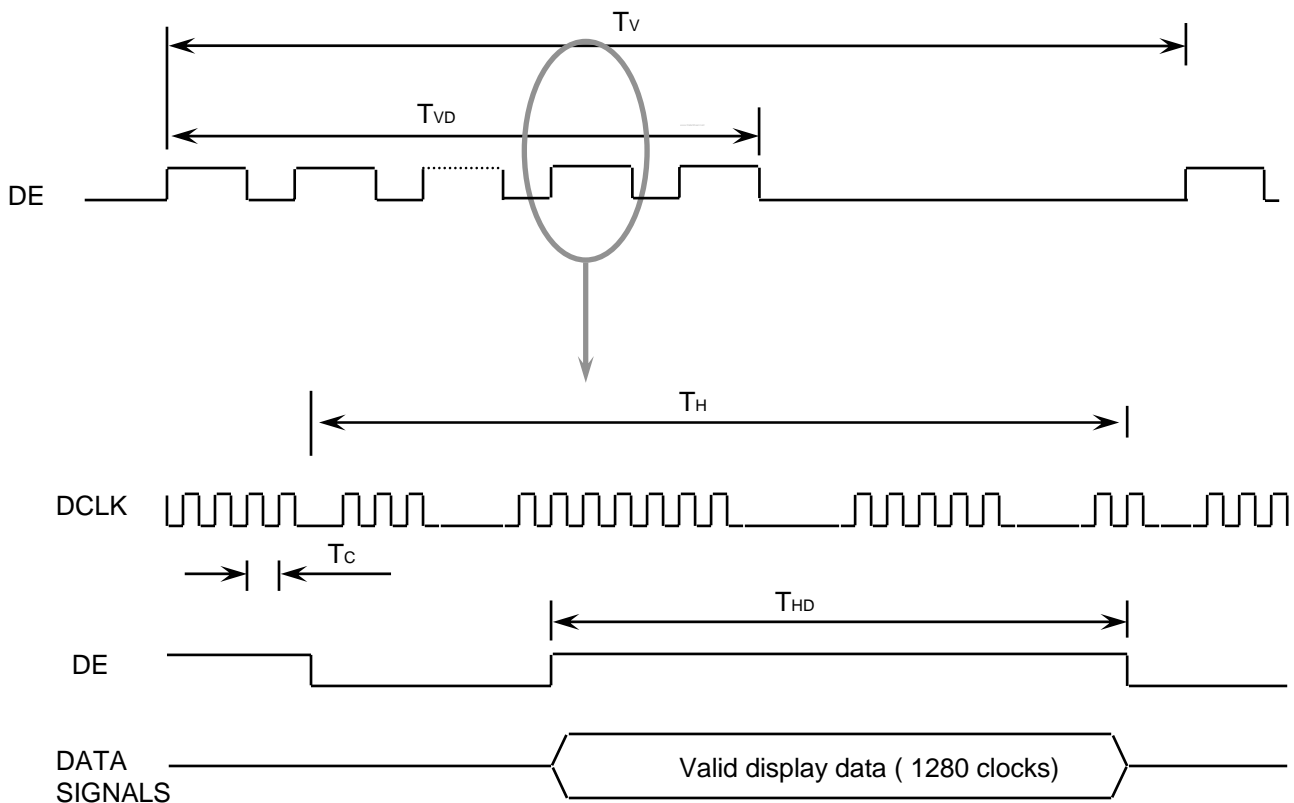 TV
TVD
DE
TH
DCLK
TC
THD
DE
DATA
SIGNALS
Valid display data ( 1280 clocks)